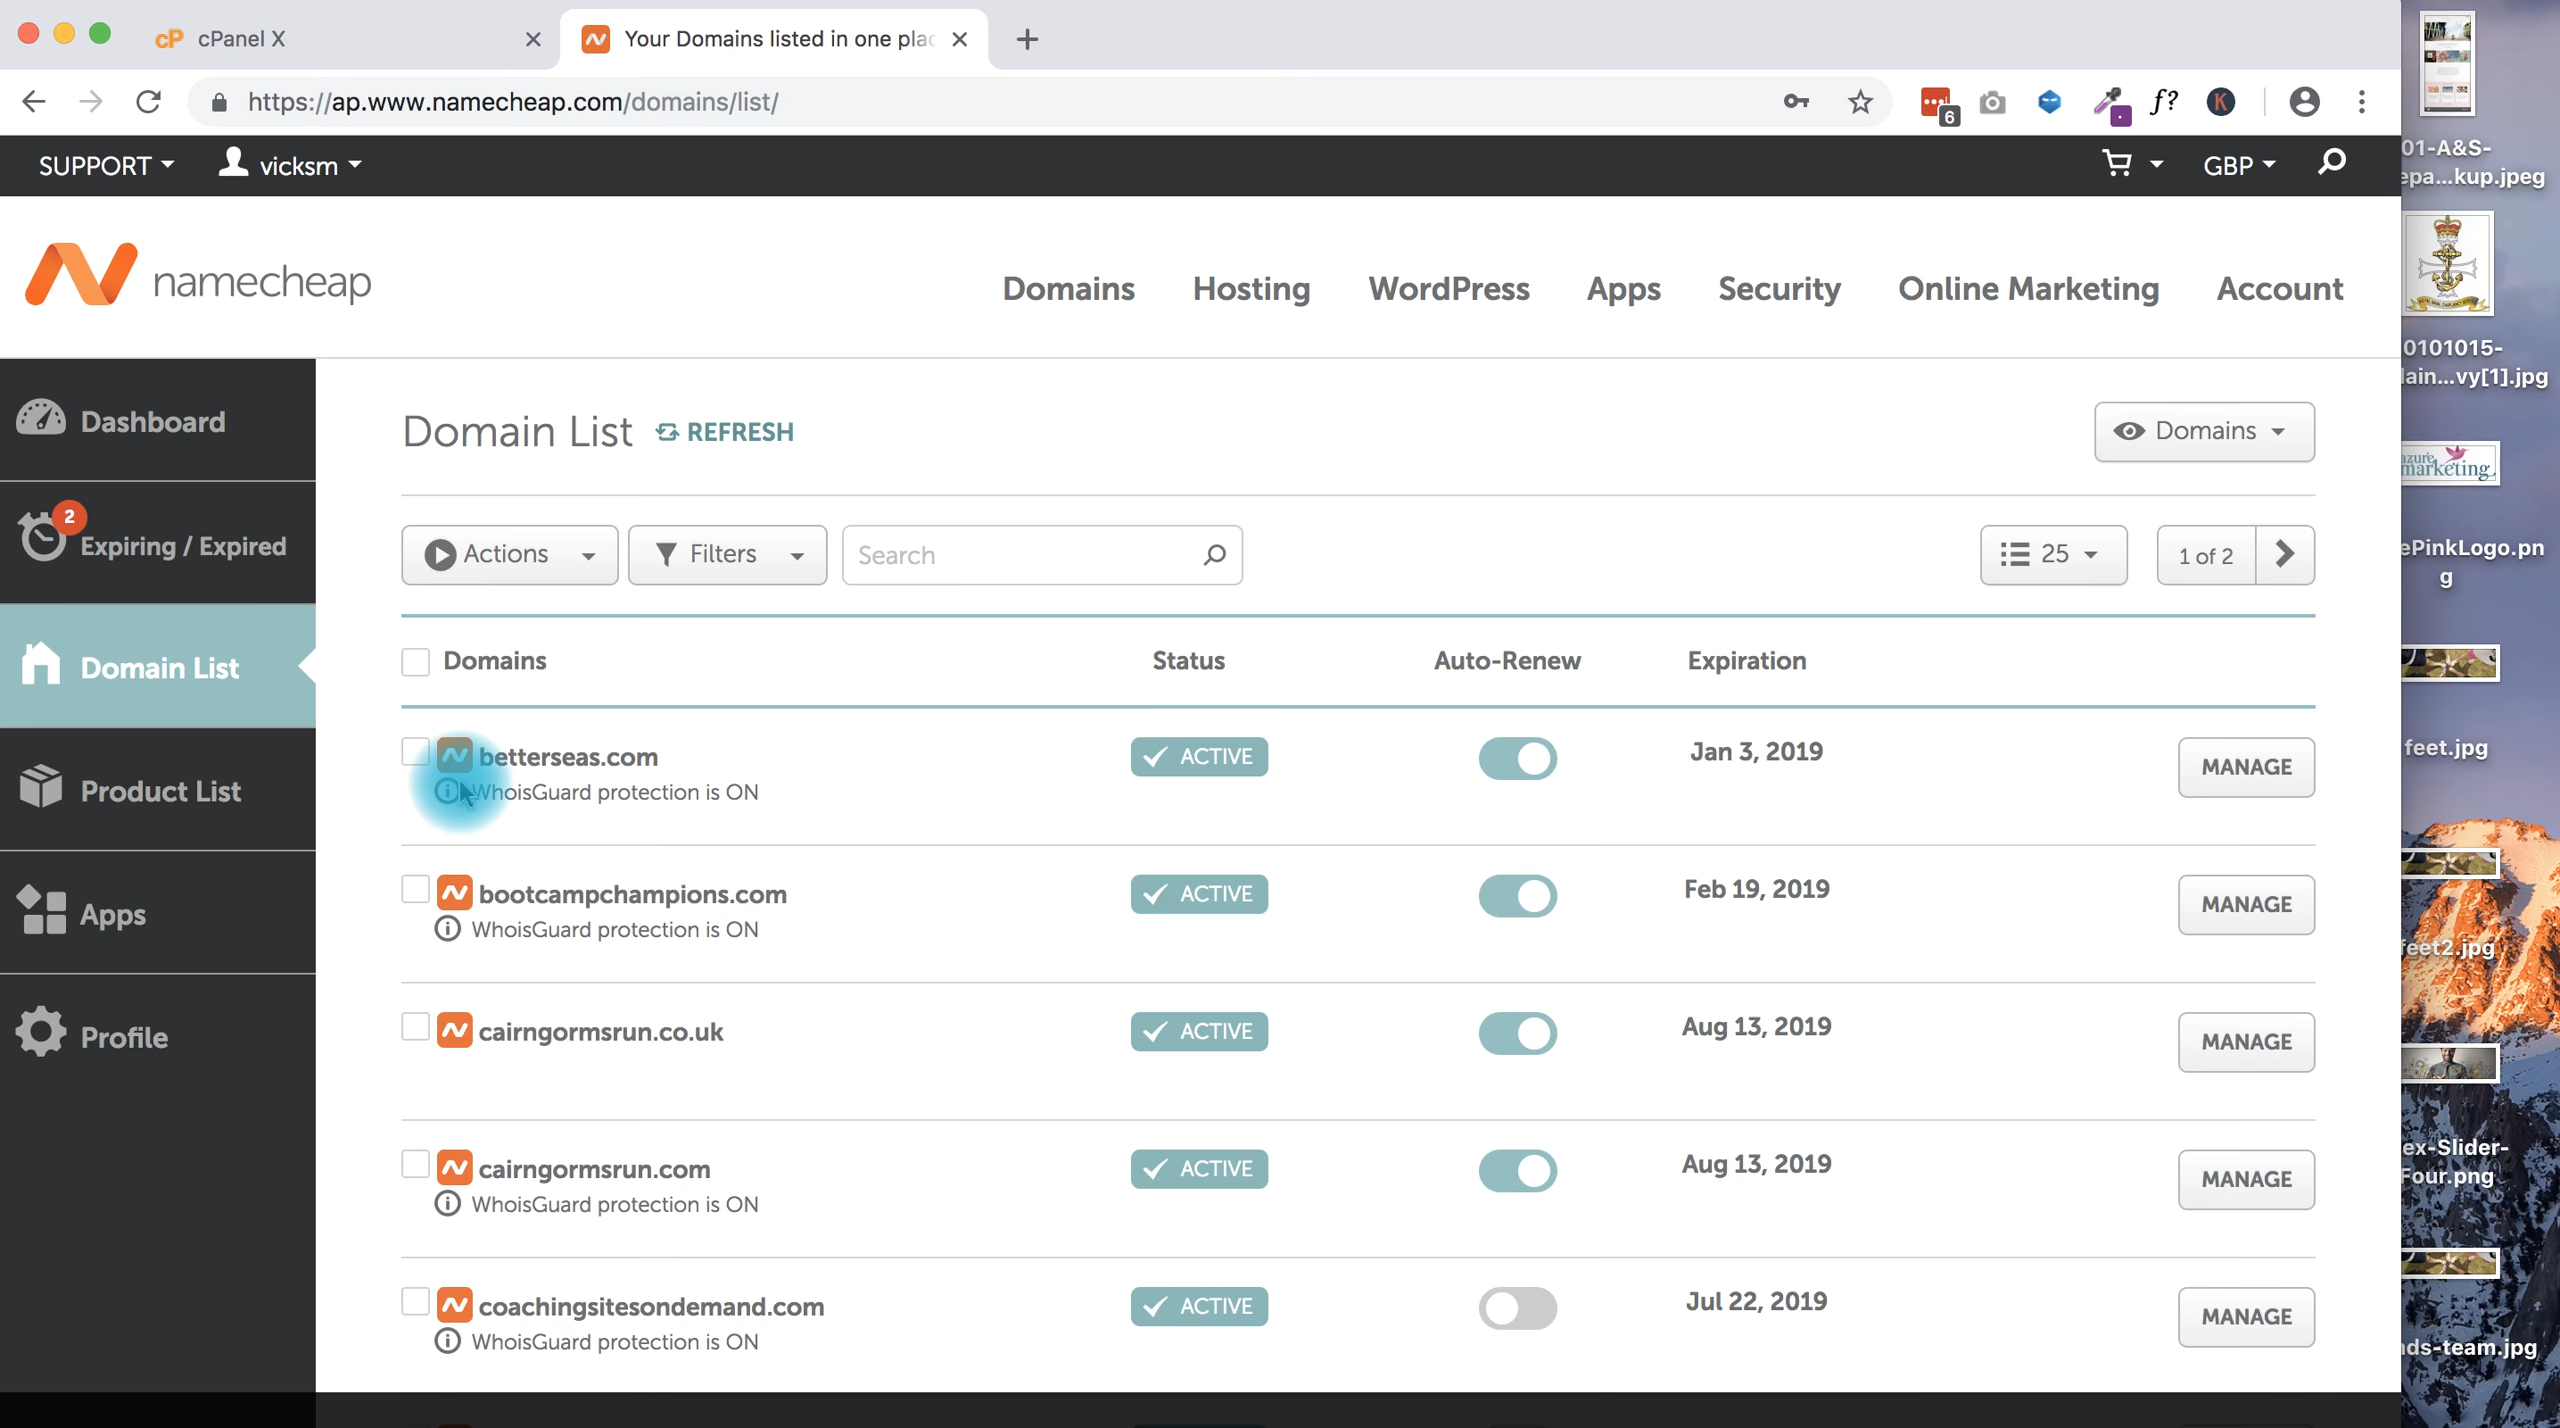 cPanel X
Your Domains listed in one plac
https://ap.www.namecheap.com/domains/list/
6
f?
K
SUPPORT
vicksm
GBP
namecheap
Domains
Hosting
WordPress
Apps
Security
Online Marketing
Account
Dashboard
2
Expiring / Expired
Domain List
Product List
Apps
Profile
Domain List
REFRESH
Domains
Actions
Filters
Search
25
1 of 2
Domains
Status
Auto-Renew
Expiration
betterseas.com
WhoisGuard protection is ON
ACTIVE
Jan 3, 2019
MANAGE
bootcampchampions.com
WhoisGuard protection is ON
ACTIVE
Feb 19, 2019
MANAGE
cairngormsrun.co.uk
ACTIVE
Aug 13, 2019
MANAGE
cairngormsrun.com
WhoisGuard protection is ON
ACTIVE
Aug 13, 2019
MANAGE
coachingsitesondemand.com
WhoisGuard protection is ON
ACTIVE
Jul 22, 2019
MANAGE
01-A&S-
epa...kup.jpeg
0101015-
lain...vy[1].jpg
azure
marketing
ePinkLogo.pn
g
feet.jpg
feet2.jpg
ex-Slider-
Four.png
ds-team.jpg